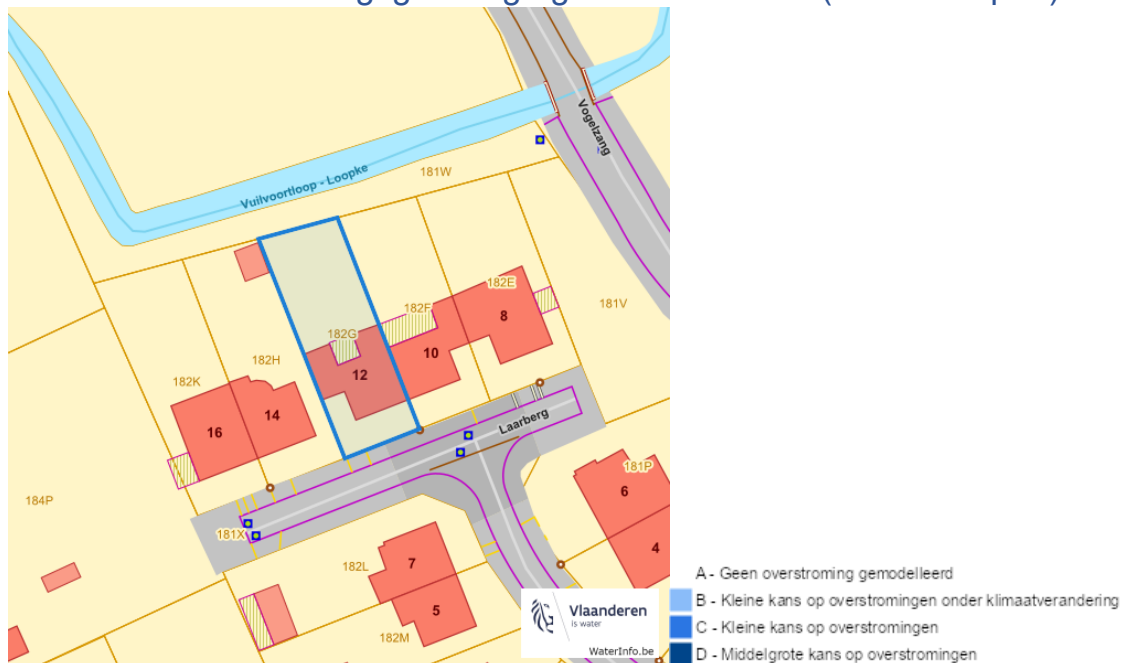 Vogelzang
181W
Vuilvoortloop - Loopke
182E
182F
181V
8
182G
10
182H
12
182K
14
16
Laarberg
181P
6
184P
181X
4
7
182L
5
182M
Vlaanderen
is water
WaterInfo.be
A - Geen overstroming gemodelleerd
B - Kleine kans op overstromingen onder klimaatverandering
C - Kleine kans op overstromingen
D - Middelgrote kans op overstromingen